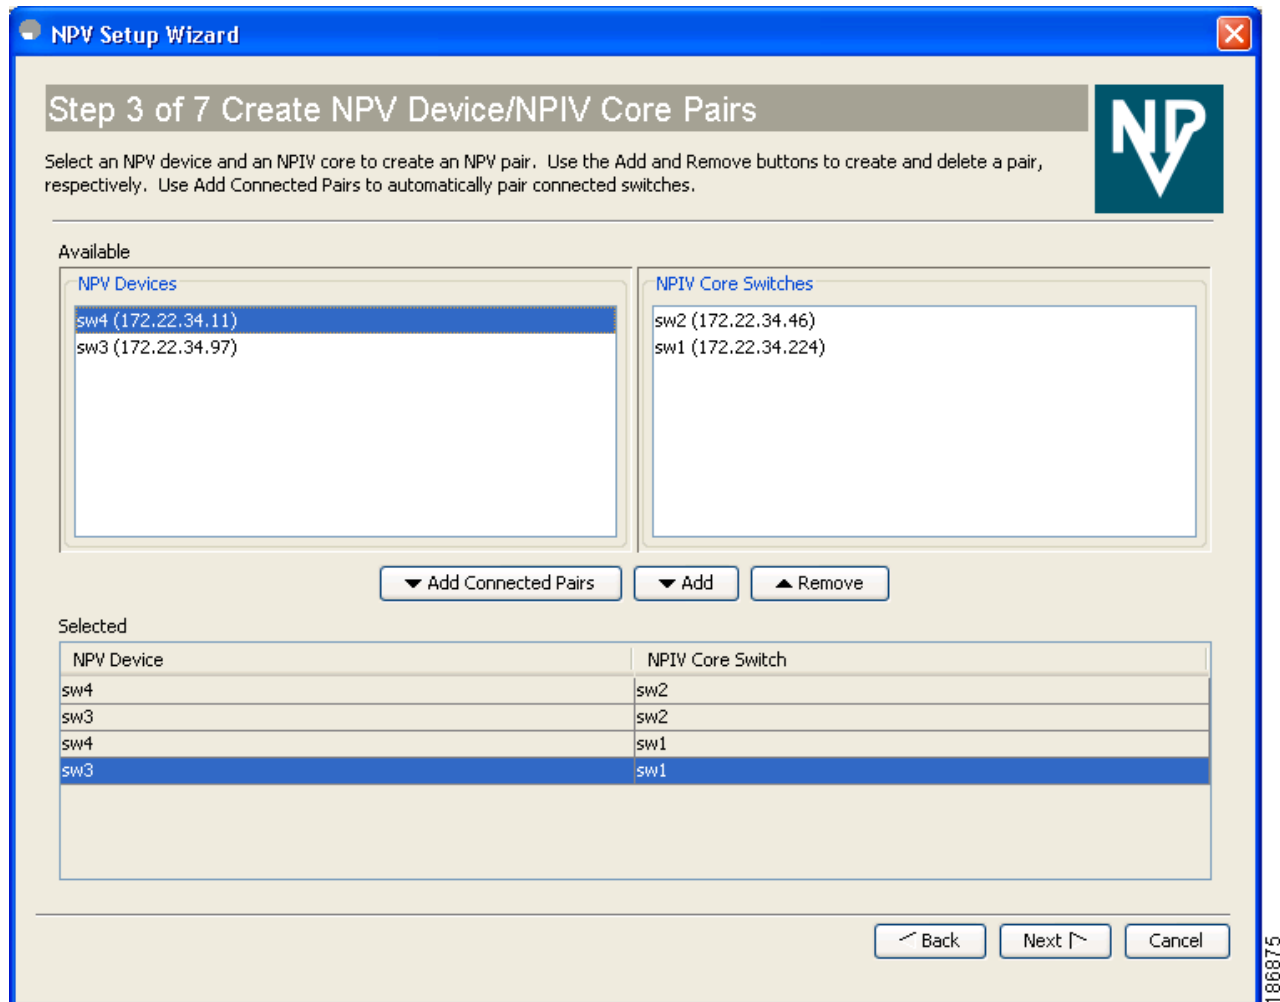 NPV Setup Wizard
Step 3 of 7 Create NPV Device/NPIV Core Pairs
NPV
Select an NPV device and an NPIV core to create an NPV pair. Use the Add and Remove buttons to create and delete a pair,
respectively. Use Add Connected Pairs to automatically pair connected switches.
Available
NPV Devices
sw4 (172.22.34.11)
sw3 (172.22.34.97)
NPIV Core Switches
sw2 (172.22.34.46)
sw1 (172.22.34.224)
Add Connected Pairs Add Remove
Selected
NPV Device NPIV Core Switch
sw4 sw2
sw3 sw2
sw4 sw1
sw3 sw1
Back Next Cancel
186875